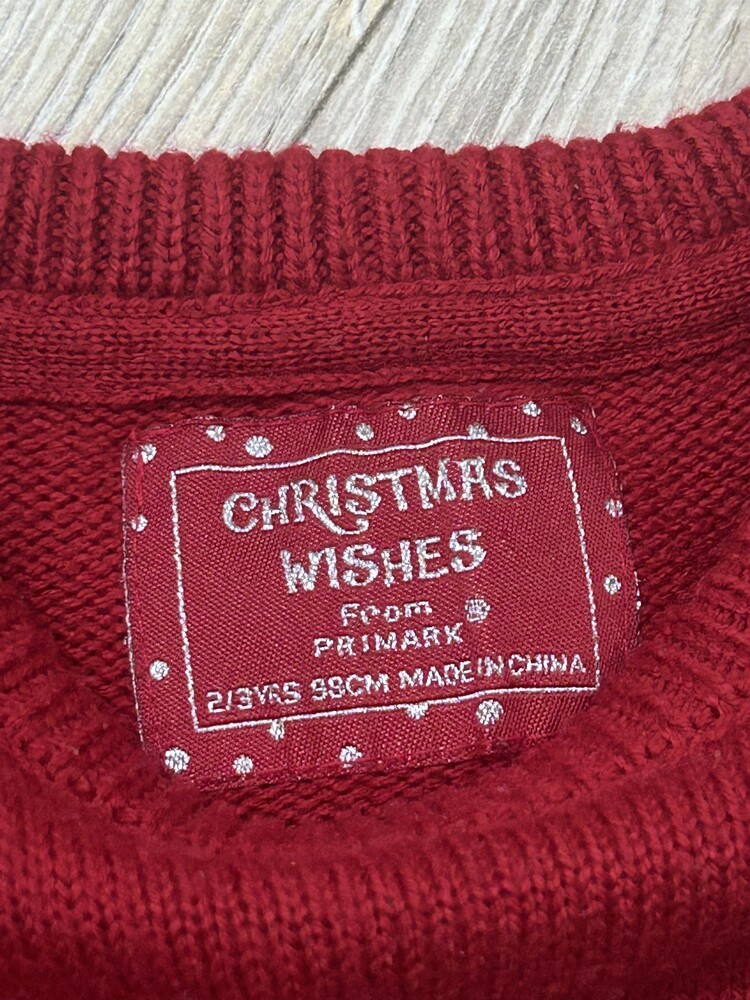 CHRISTMAS
WISHES
From
PRIMARK
2/3YRS 98CM MADE IN CHINA